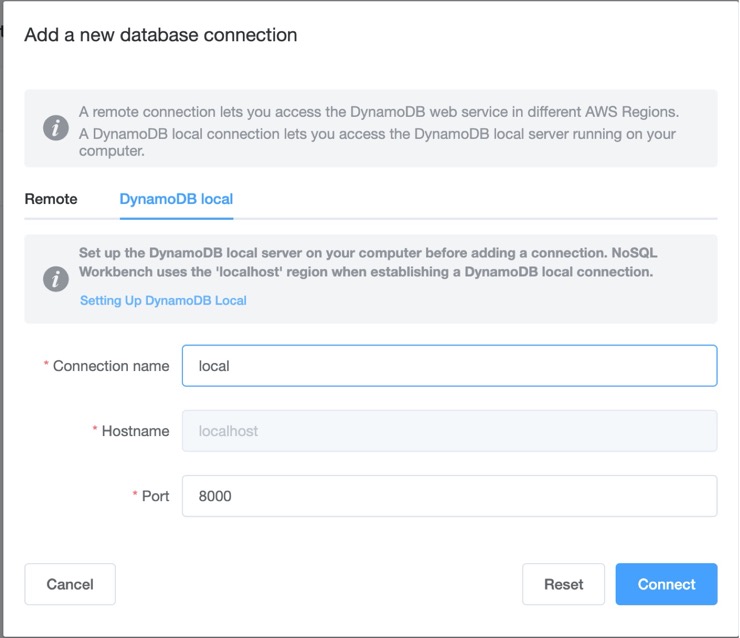 Add a new database connection
A remote connection lets you access the DynamoDB web service in different AWS Regions.
A DynamoDB local connection lets you access the DynamoDB local server running on your
computer.
Remote DynamoDB local
Set up the DynamoDB local server on your computer before adding a connection. NoSQL
Workbench uses the 'localhost' region when establishing a DynamoDB local connection.
Setting Up DynamoDB Local
* Connection name local
* Hostname localhost
* Port 8000
Cancel Reset Connect